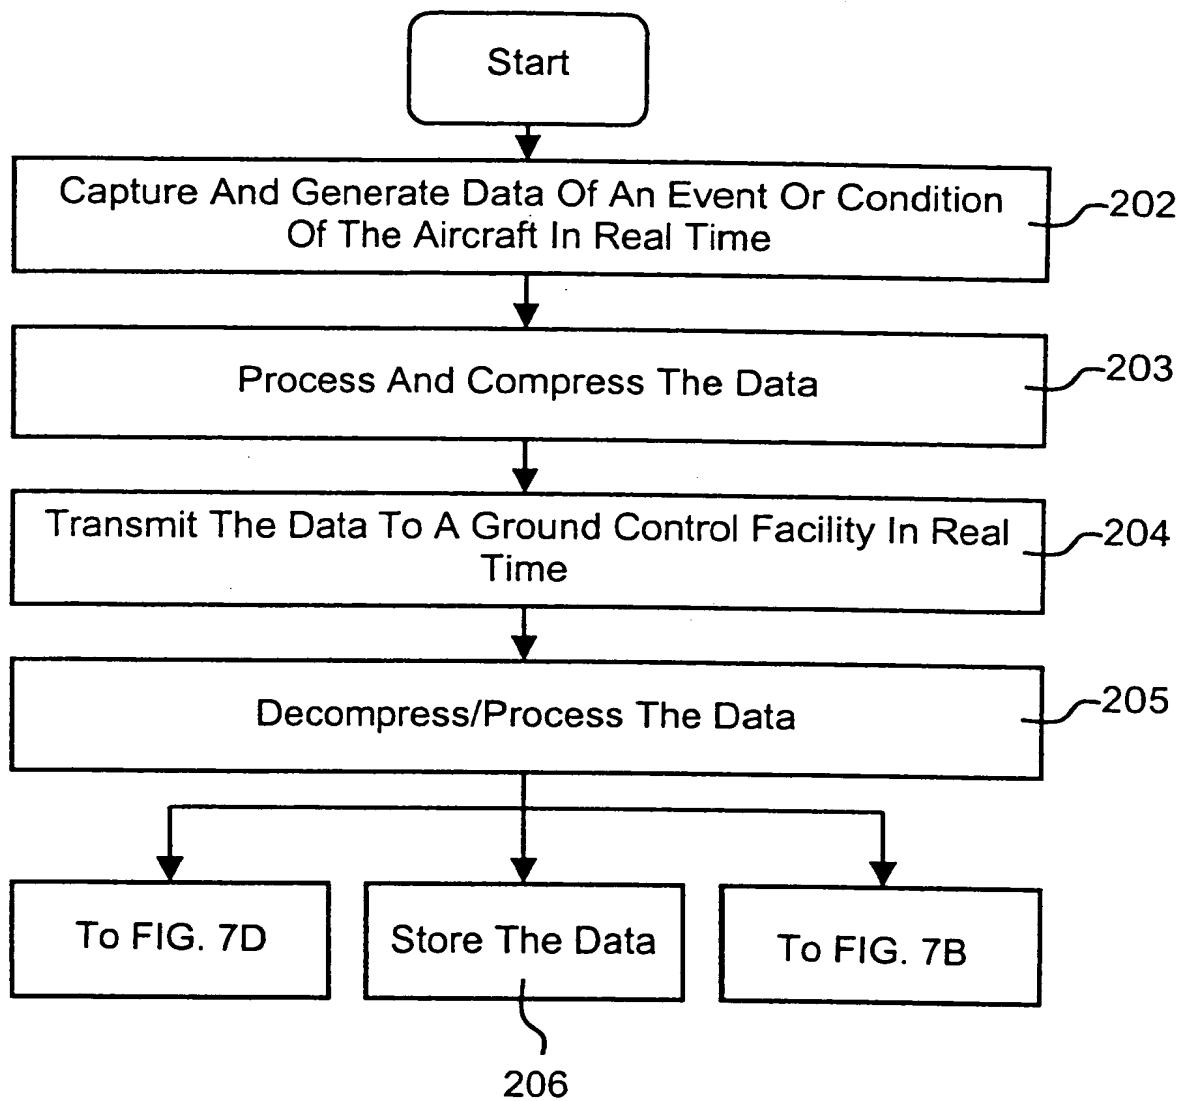 Start
Capture And Generate Data Of An Event Or Condition
Of The Aircraft In Real Time
202
Process And Compress The Data
203
Transmit The Data To A Ground Control Facility In Real
Time
204
Decompress/Process The Data
205
To FIG. 7D
Store The Data
To FIG. 7B
206